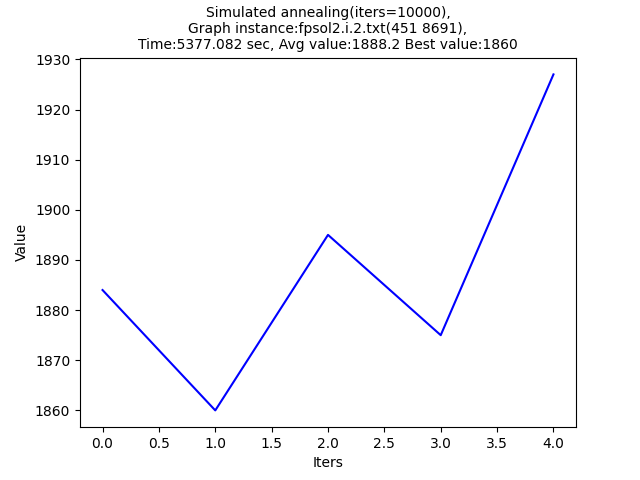 Simulated annealing(iters=10000),
Graph instance:fpsol2.i.2.txt(451 8691),
Time:5377.082 sec, Avg value:1888.2 Best value:1860
1930
1920
1910
1900
1890
1880
1870
1860
Value
0.0 0.5 1.0 1.5 2.0 2.5 3.0 3.5 4.0
Iters